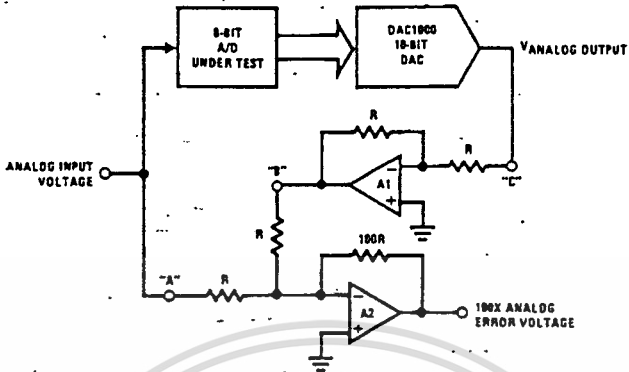 8-BIT
A/D
UNDER TEST
DAC1000
10-BIT
DAC
VANALOG OUTPUT
R
R
ANALOG INPUT
VOLTAGE
"B"
A1
-
+
"C"
R
100R
"A"
R
-
A2
+
100X ANALOG
ERROR VOLTAGE